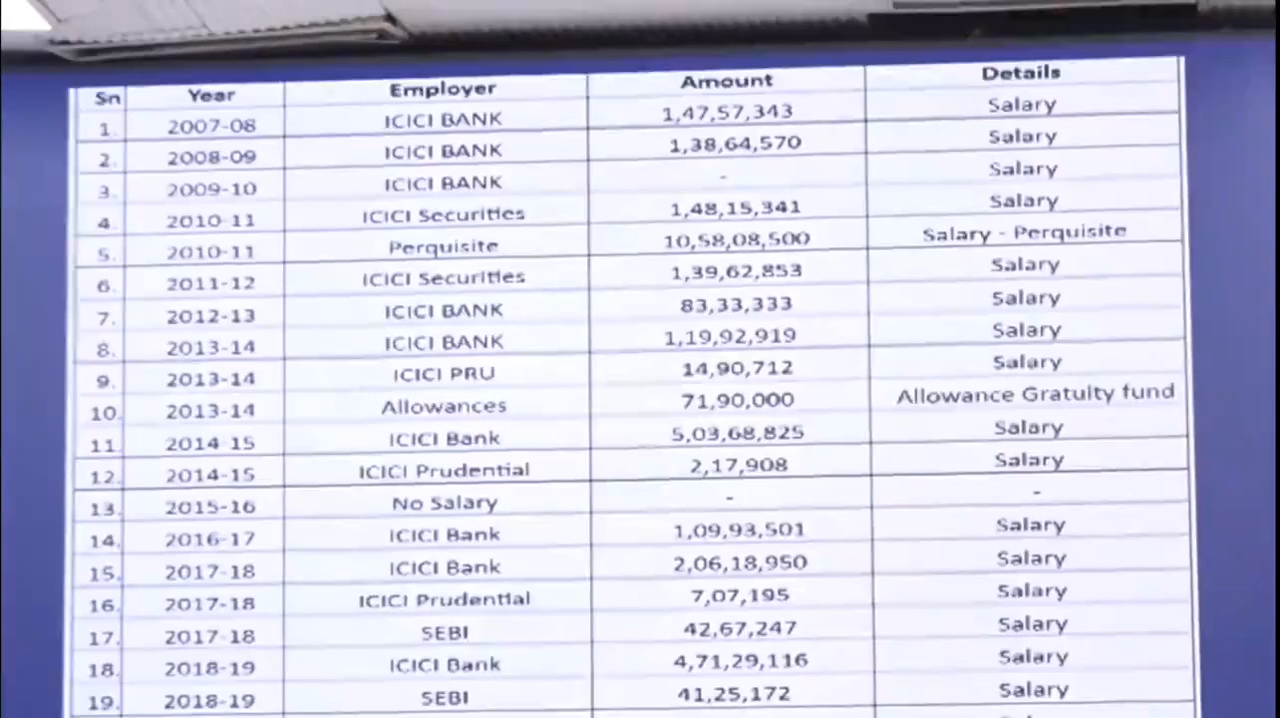 Sn Year Employer Amount Details
1. 2007-08 ICICI BANK 1,47,57,343 Salary
2. 2008-09 ICICI BANK 1,38,64,570 Salary
3. 2009-10 ICICI BANK - Salary
4. 2010-11 ICICI Securities 1,48,15,341 Salary
5. 2010-11 Perquisite 10,58,08,500 Salary - Perquisite
6. 2011-12 ICICI Securities 1,39,62,853 Salary
7. 2012-13 ICICI BANK 83,33,333 Salary
8. 2013-14 ICICI BANK 1,19,92,919 Salary
9. 2013-14 ICICI PRU 14,90,712 Salary
10. 2013-14 Allowances 71,90,000 Allowance Gratuity fund
11. 2014-15 ICICI Bank 5,03,68,825 Salary
12. 2014-15 ICICI Prudential 2,17,908 Salary
13. 2015-16 No Salary - -
14. 2016-17 ICICI Bank 1,09,93,501 Salary
15. 2017-18 ICICI Bank 2,06,18,950 Salary
16. 2017-18 ICICI Prudential 7,07,195 Salary
17. 2017-18 SEBI 42,67,247 Salary
18. 2018-19 ICICI Bank 4,71,29,116 Salary
19. 2018-19 SEBI 41,25,172 Salary